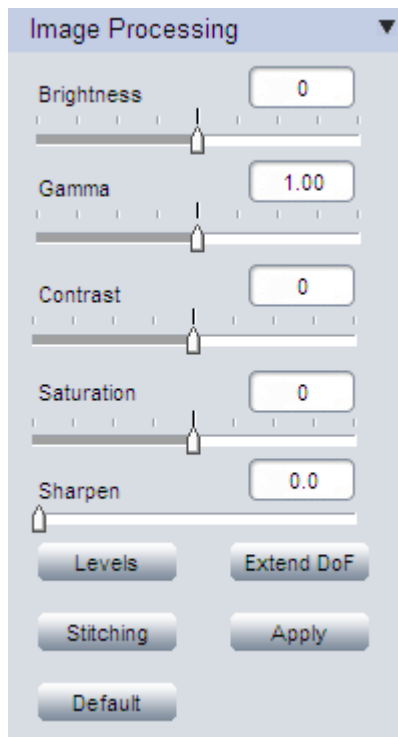 Image Processing
Brightness 0
Gamma 1.00
Contrast 0
Saturation 0
Sharpen 0.0
Levels Extend DoF
Stitching Apply
Default